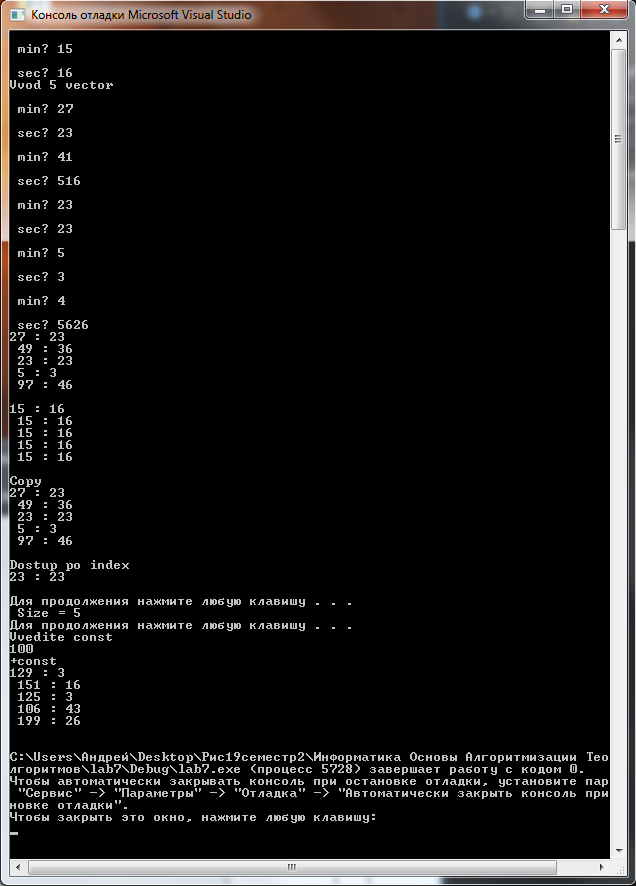 Консоль отладки Microsoft Visual Studio
min? 15
sec? 16
Vvod 5 vector
min? 27
sec? 23
min? 41
sec? 516
min? 23
sec? 23
min? 5
sec? 3
min? 4
sec? 5626
27 : 23
49 : 36
23 : 23
5 : 3
97 : 46
15 : 16
15 : 16
15 : 16
15 : 16
15 : 16
Copy
27 : 23
49 : 36
23 : 23
5 : 3
97 : 46
Dostup po index
23 : 23
Для продолжения нажмите любую клавишу . . .
Size = 5
Для продолжения нажмите любую клавишу . . .
Vvedite const
100
+const
129 : 3
151 : 16
125 : 3
106 : 43
199 : 26
C:\Users\Андрей\Desktop\Рис19семестр2\Информатика Основы Алгоритмизации Тео
лгоритмов\lab7\Debug\lab7.exe (процесс 5728) завершает работу с кодом 0.
Чтобы автоматически закрывать консоль при остановке отладки, установите пар
"Сервис" -> "Параметры" -> "Отладка" -> "Автоматически закрыть консоль при
новке отладки".
Чтобы закрыть это окно, нажмите любую клавишу: